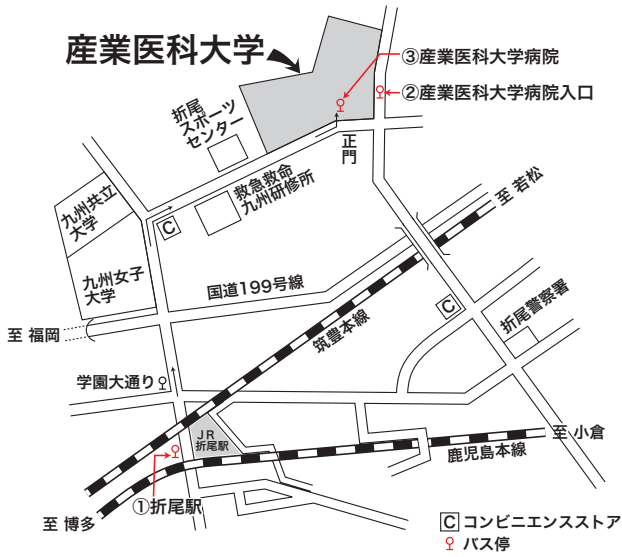 産業医科大学
③産業医科大学病院
②産業医科大学病院入口
折尾
スポーツ
センター
正門
救急救命
九州研修所
至 若松
九州共立
大学
C
九州女子
大学
国道199号線
C
折尾警察署
至 福岡
筑豊本線
学園大通り
JR
折尾駅
至 小倉
鹿児島本線
①折尾駅
至 博多
C コンビニエンスストア
バス停